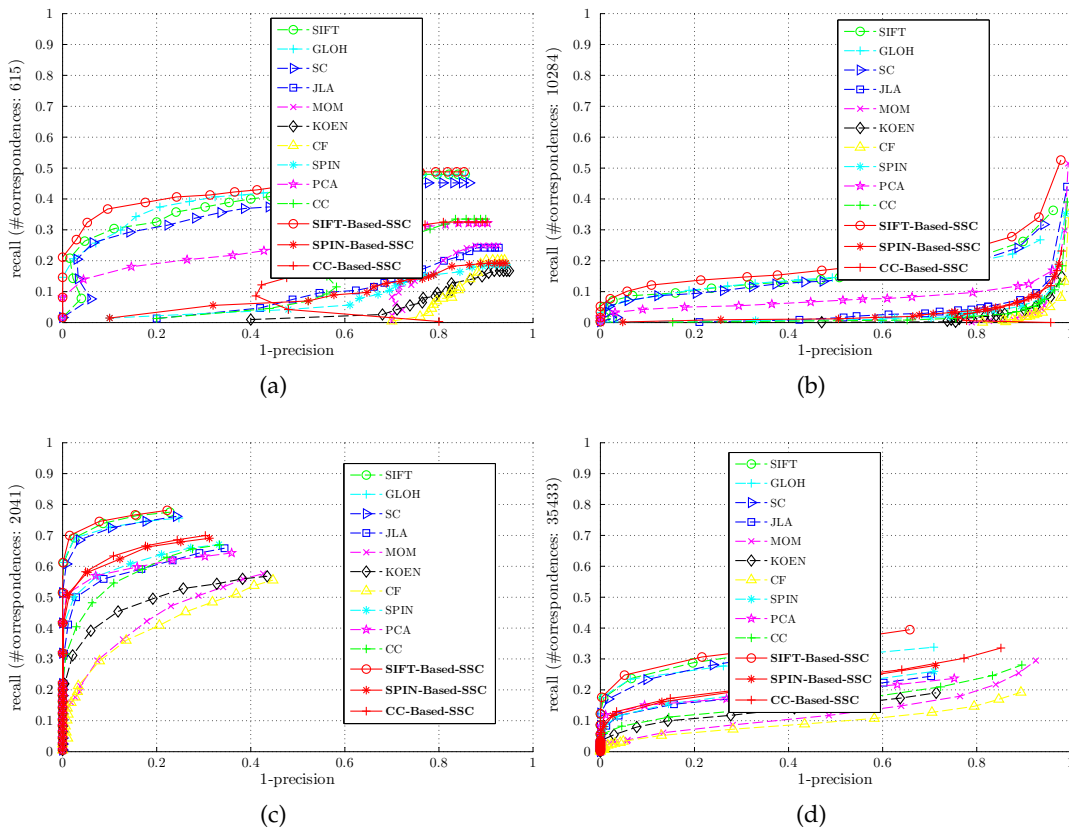 1
0.9
0.8
0.7
0.6
0.5
0.4
0.3
0.2
0.1
0
recall (#correspondences: 615)
0 0.2 0.4 0.6 0.8 1
1-precision
SIFT
GLOH
SC
JLA
MOM
KOEN
CF
SPIN
PCA
CC
SIFT-Based-SSC
SPIN-Based-SSC
CC-Based-SSC
(a)
1
0.9
0.8
0.7
0.6
0.5
0.4
0.3
0.2
0.1
0
recall (#correspondences: 10284)
0 0.2 0.4 0.6 0.8 1
1-precision
SIFT
GLOH
SC
JLA
MOM
KOEN
CF
SPIN
PCA
CC
SIFT-Based-SSC
SPIN-Based-SSC
CC-Based-SSC
(b)
1
0.9
0.8
0.7
0.6
0.5
0.4
0.3
0.2
0.1
0
recall (#correspondences: 2041)
0 0.2 0.4 0.6 0.8 1
1-precision
SIFT
GLOH
SC
JLA
MOM
KOEN
CF
SPIN
PCA
CC
SIFT-Based-SSC
SPIN-Based-SSC
CC-Based-SSC
(c)
1
0.9
0.8
0.7
0.6
0.5
0.4
0.3
0.2
0.1
0
recall (#correspondences: 35433)
0 0.2 0.4 0.6 0.8 1
1-precision
SIFT
GLOH
SC
JLA
MOM
KOEN
CF
SPIN
PCA
CC
SIFT-Based-SSC
SPIN-Based-SSC
CC-Based-SSC
(d)